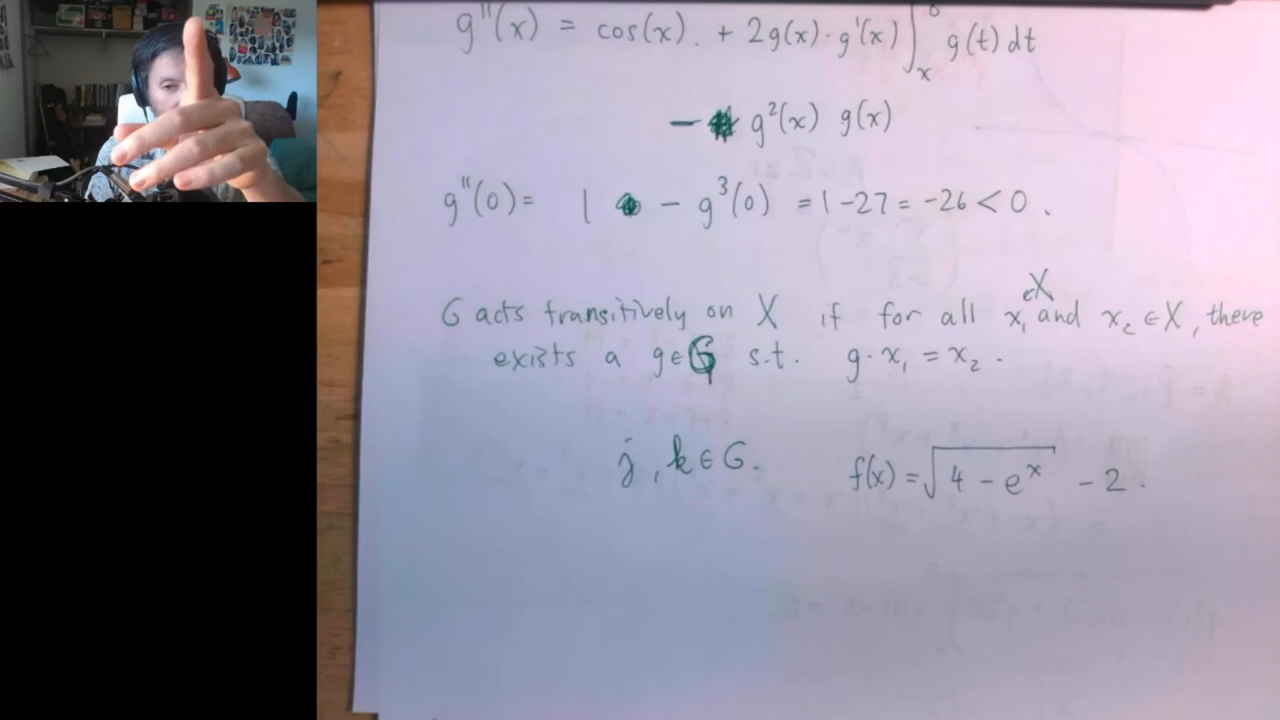 g''(x) = cos(x). + 2g(x)·g'(x) ∫ₓ⁰ g(t) dt
- g²(x) g(x)
g''(0) = 1 - g³(0) = 1 - 27 = -26 < 0.
G acts transitively on X if for all x₁ ∈X and x₂ ∈ X, there
exists a g∈G s.t. g·x₁ = x₂.
j, k ∈ G. f(x) = √(4 - eˣ) - 2.